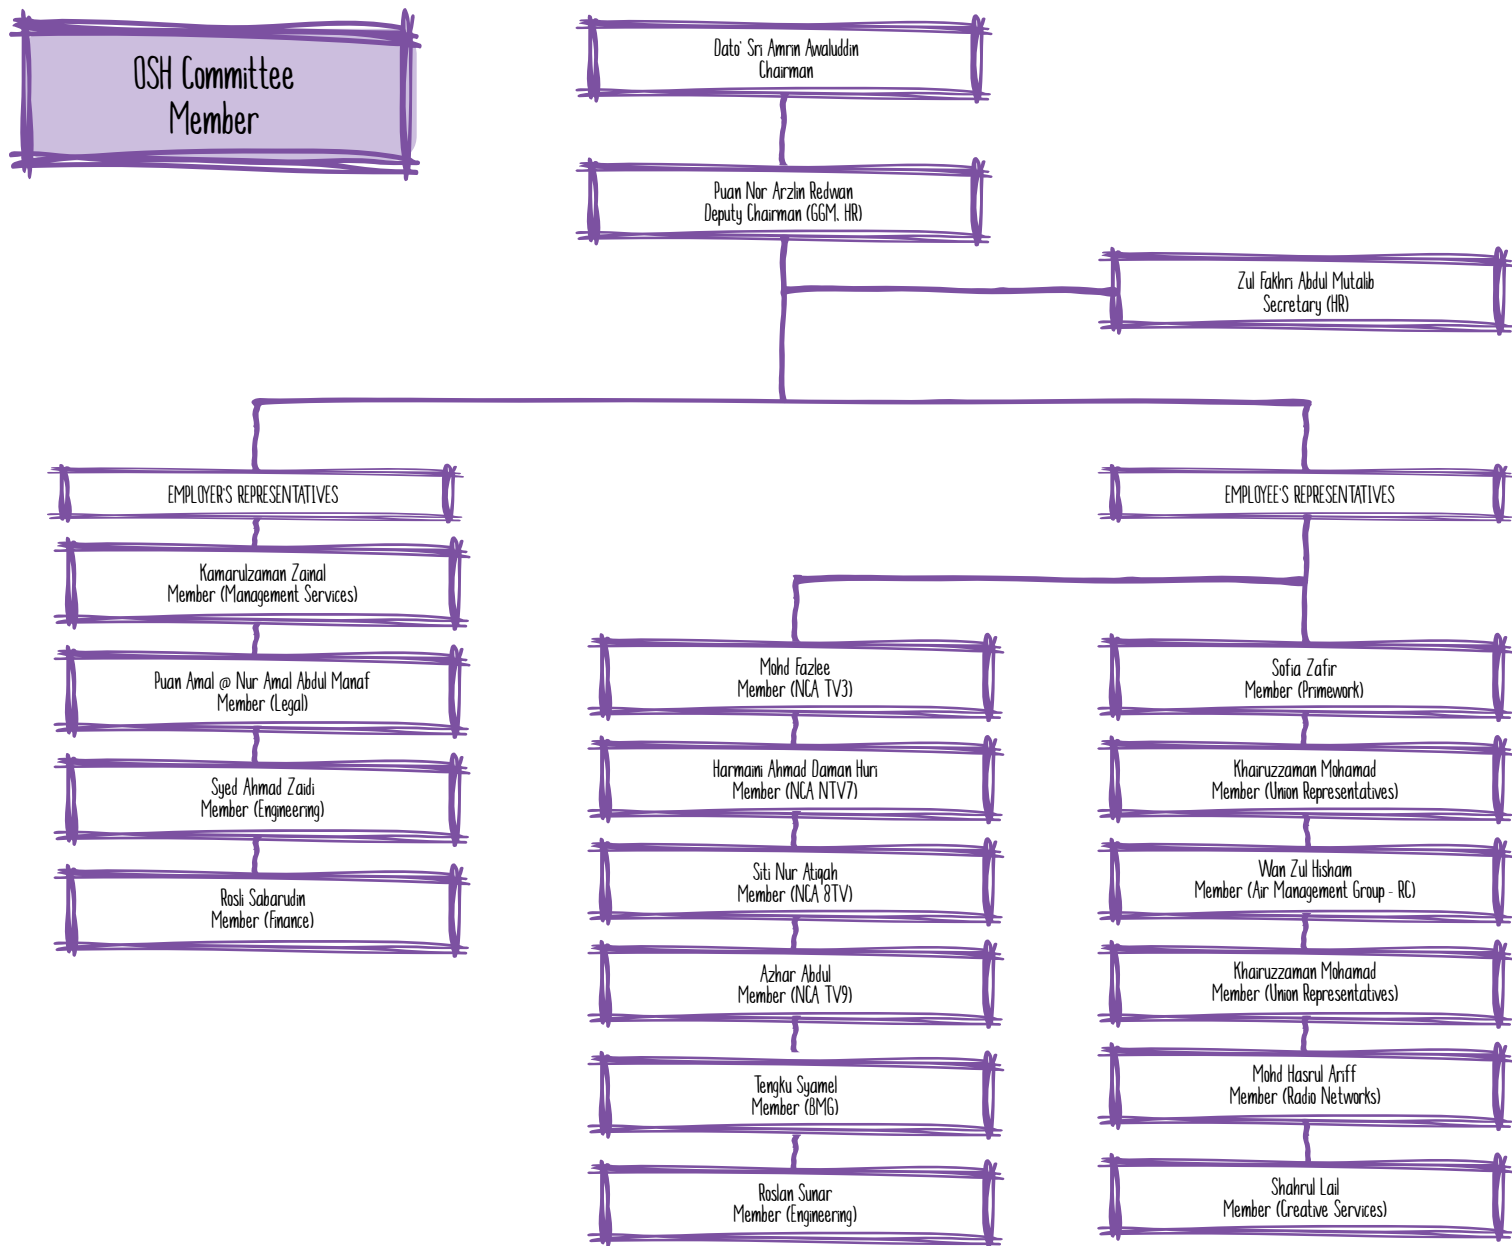 OSH Committee
Member
Dato' Sri Amrin Awaluddin
Chairman
Puan Nor Arzlin Redwan
Deputy Chairman (GGM, HR)
Zul Fakhri Abdul Mutalib
Secretary (HR)
EMPLOYER'S REPRESENTATIVES
Kamarulzaman Zainal
Member (Management Services)
Puan Amal @ Nur Amal Abdul Manaf
Member (Legal)
Syed Ahmad Zaidi
Member (Engineering)
Rosli Sabarudin
Member (Finance)
EMPLOYEE'S REPRESENTATIVES
Mohd Fazlee
Member (NCA TV3)
Harmaini Ahmad Daman Huri
Member (NCA NTV7)
Siti Nur Atiqah
Member (NCA 8TV)
Azhar Abdul
Member (NCA TV9)
Tengku Syamel
Member (BMG)
Roslan Sunar
Member (Engineering)
Sofia Zafir
Member (Primework)
Khairuzzaman Mohamad
Member (Union Representatives)
Wan Zul Hisham
Member (Air Management Group - RC)
Khairuzzaman Mohamad
Member (Union Representatives)
Mohd Hasrul Ariff
Member (Radio Networks)
Shahrul Lail
Member (Creative Services)